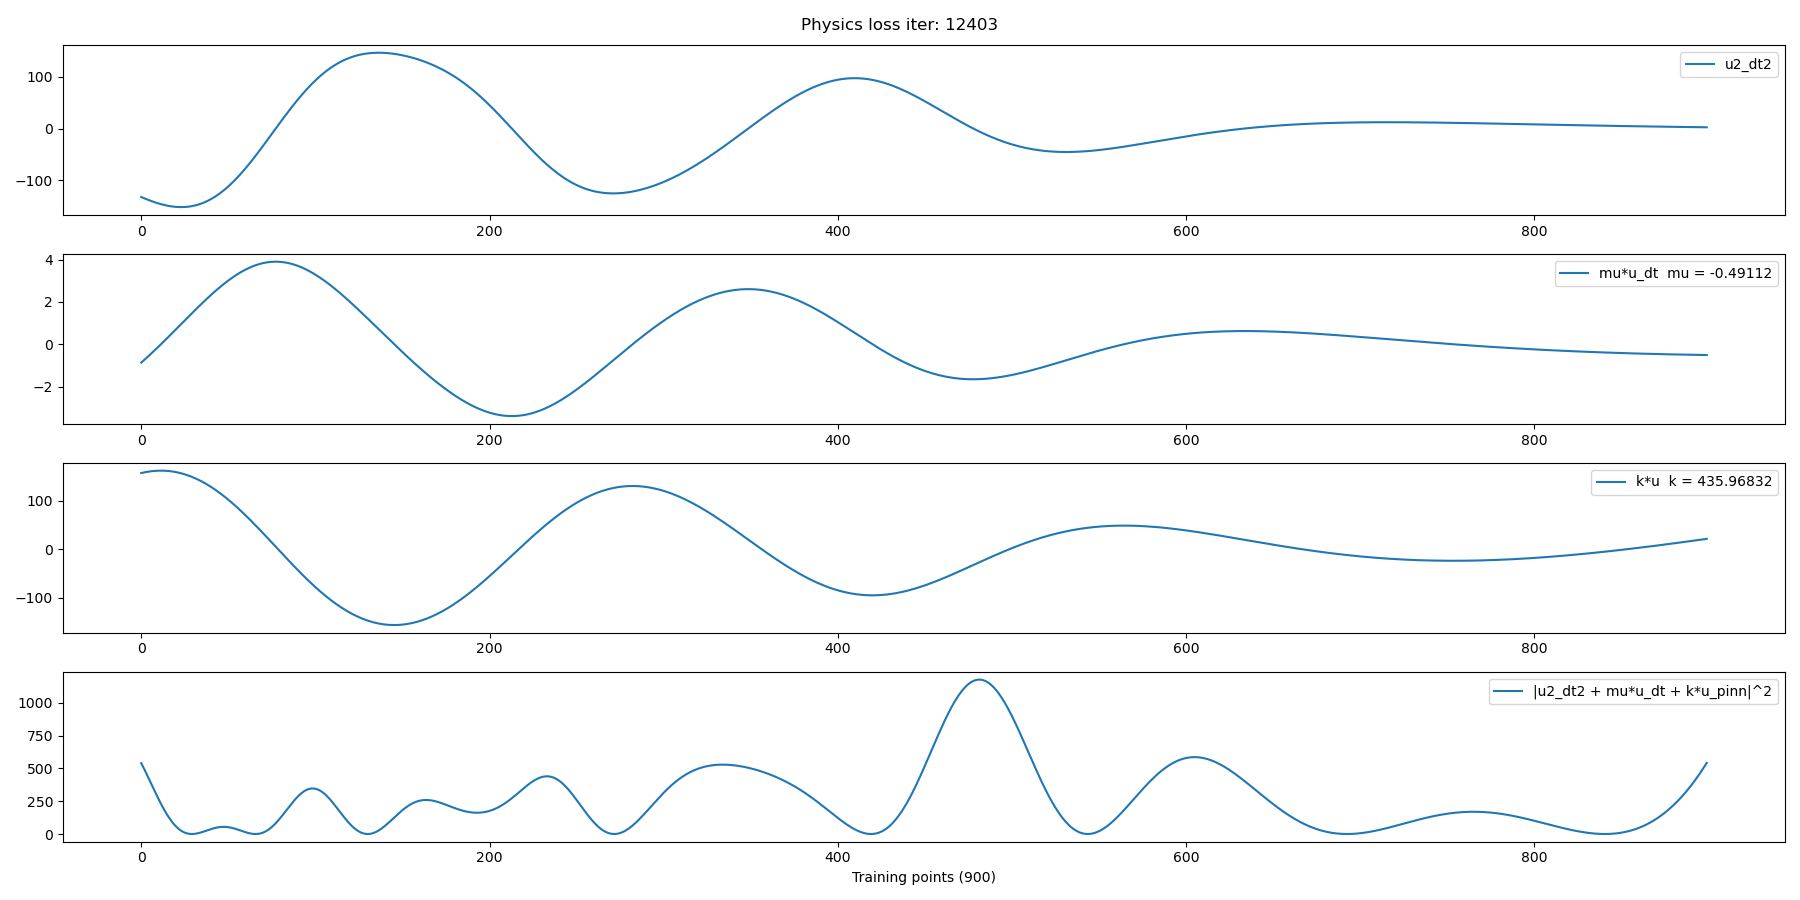 Physics loss iter: 12403
u2_dt2
100
0
−100
0 200 400 600 800
mu*u_dt  mu = -0.49112
4
2
0
−2
0 200 400 600 800
k*u  k = 435.96832
100
0
−100
0 200 400 600 800
|u2_dt2 + mu*u_dt + k*u_pinn|^2
1000
750
500
250
0
0 200 400 600 800
Training points (900)